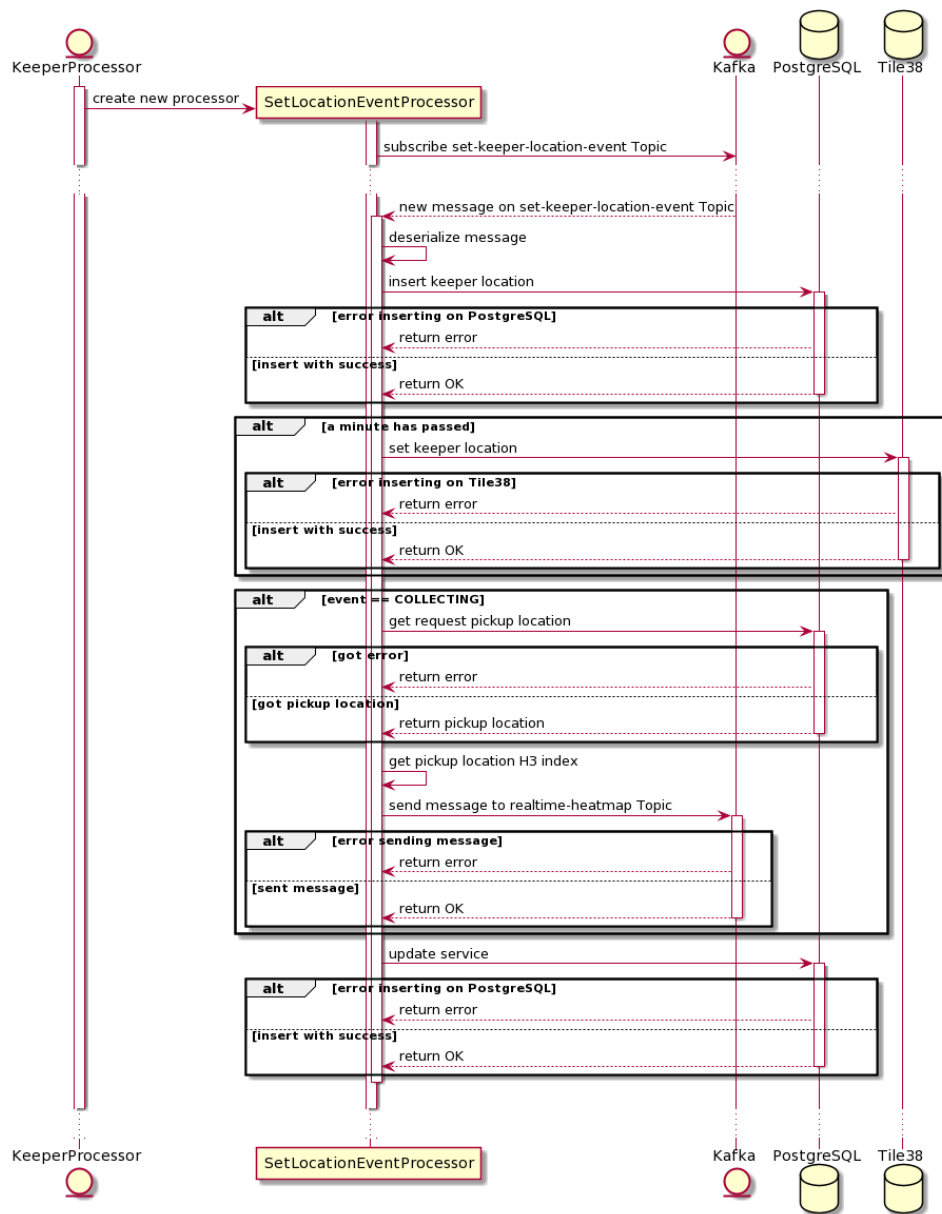 KeeperProcessor
Kafka
PostgreSQL
Tile38
create new processor
SetLocationEventProcessor
subscribe set-keeper-location-event Topic
new message on set-keeper-location-event Topic
deserialize message
insert keeper location
alt [error inserting on PostgreSQL]
return error
[insert with success]
return OK
alt [a minute has passed]
set keeper location
alt [error inserting on Tile38]
return error
[insert with success]
return OK
alt [event == COLLECTING]
get request pickup location
alt [got error]
return error
[got pickup location]
return pickup location
get pickup location H3 index
send message to realtime-heatmap Topic
alt [error sending message]
return error
[sent message]
return OK
update service
alt [error inserting on PostgreSQL]
return error
[insert with success]
return OK
KeeperProcessor
SetLocationEventProcessor
Kafka
PostgreSQL
Tile38